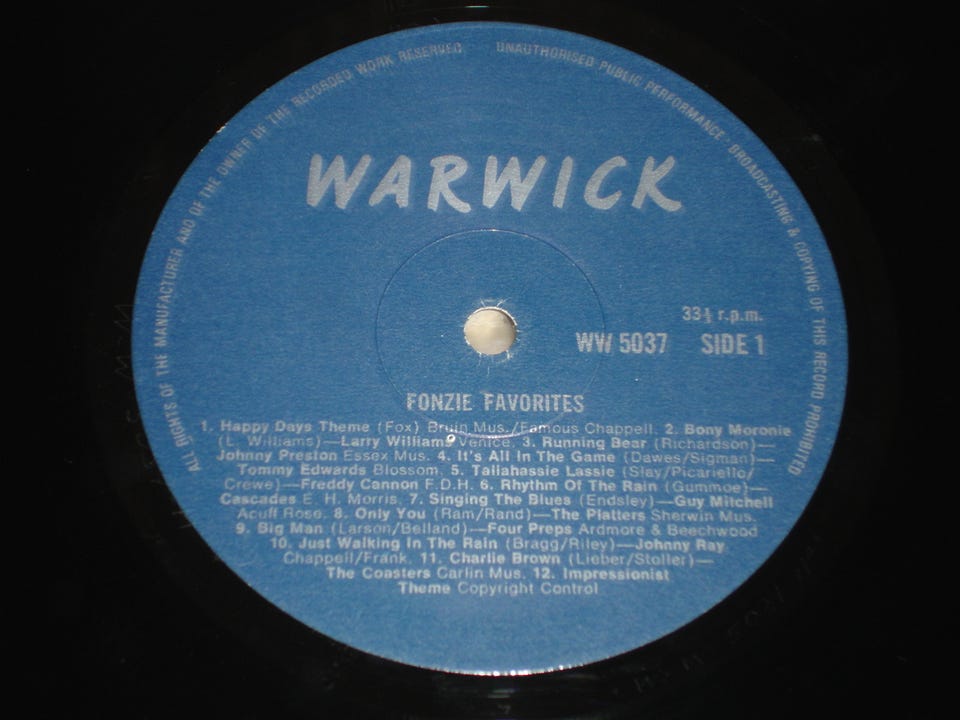 ALL RIGHTS OF THE MANUFACTURER AND OF THE OWNER OF THE RECORDED WORK RESERVED
UNAUTHORISED PUBLIC PERFORMANCE · BROADCASTING & COPYING OF THIS RECORD PROHIBITED
WARWICK
33⅓ r.p.m.
WW 5037 SIDE 1
FONZIE FAVORITES
1. Happy Days Theme (Fox) Bruin Mus./Famous Chappell. 2. Bony Moronie
(L. Williams)—Larry Williams Venice. 3. Running Bear (Richardson)—
Johnny Preston Essex Mus. 4. It's All In The Game (Dawes/Sigman)—
Tommy Edwards Blossom. 5. Tallahassie Lassie (Slay/Picariello/
Crewe)—Freddy Cannon F.D.H. 6. Rhythm Of The Rain (Gummoe)—
Cascades E. H. Morris. 7. Singing The Blues (Endsley)—Guy Mitchell
Acuff Rose. 8. Only You (Ram/Rand)—The Platters Sherwin Mus.
9. Big Man (Larson/Belland)—Four Preps Ardmore & Beechwood
10. Just Walking In The Rain (Bragg/Riley)—Johnny Ray
Chappell/Frank. 11. Charlie Brown (Lieber/Stoller)—
The Coasters Carlin Mus. 12. Impressionist
Theme Copyright Control